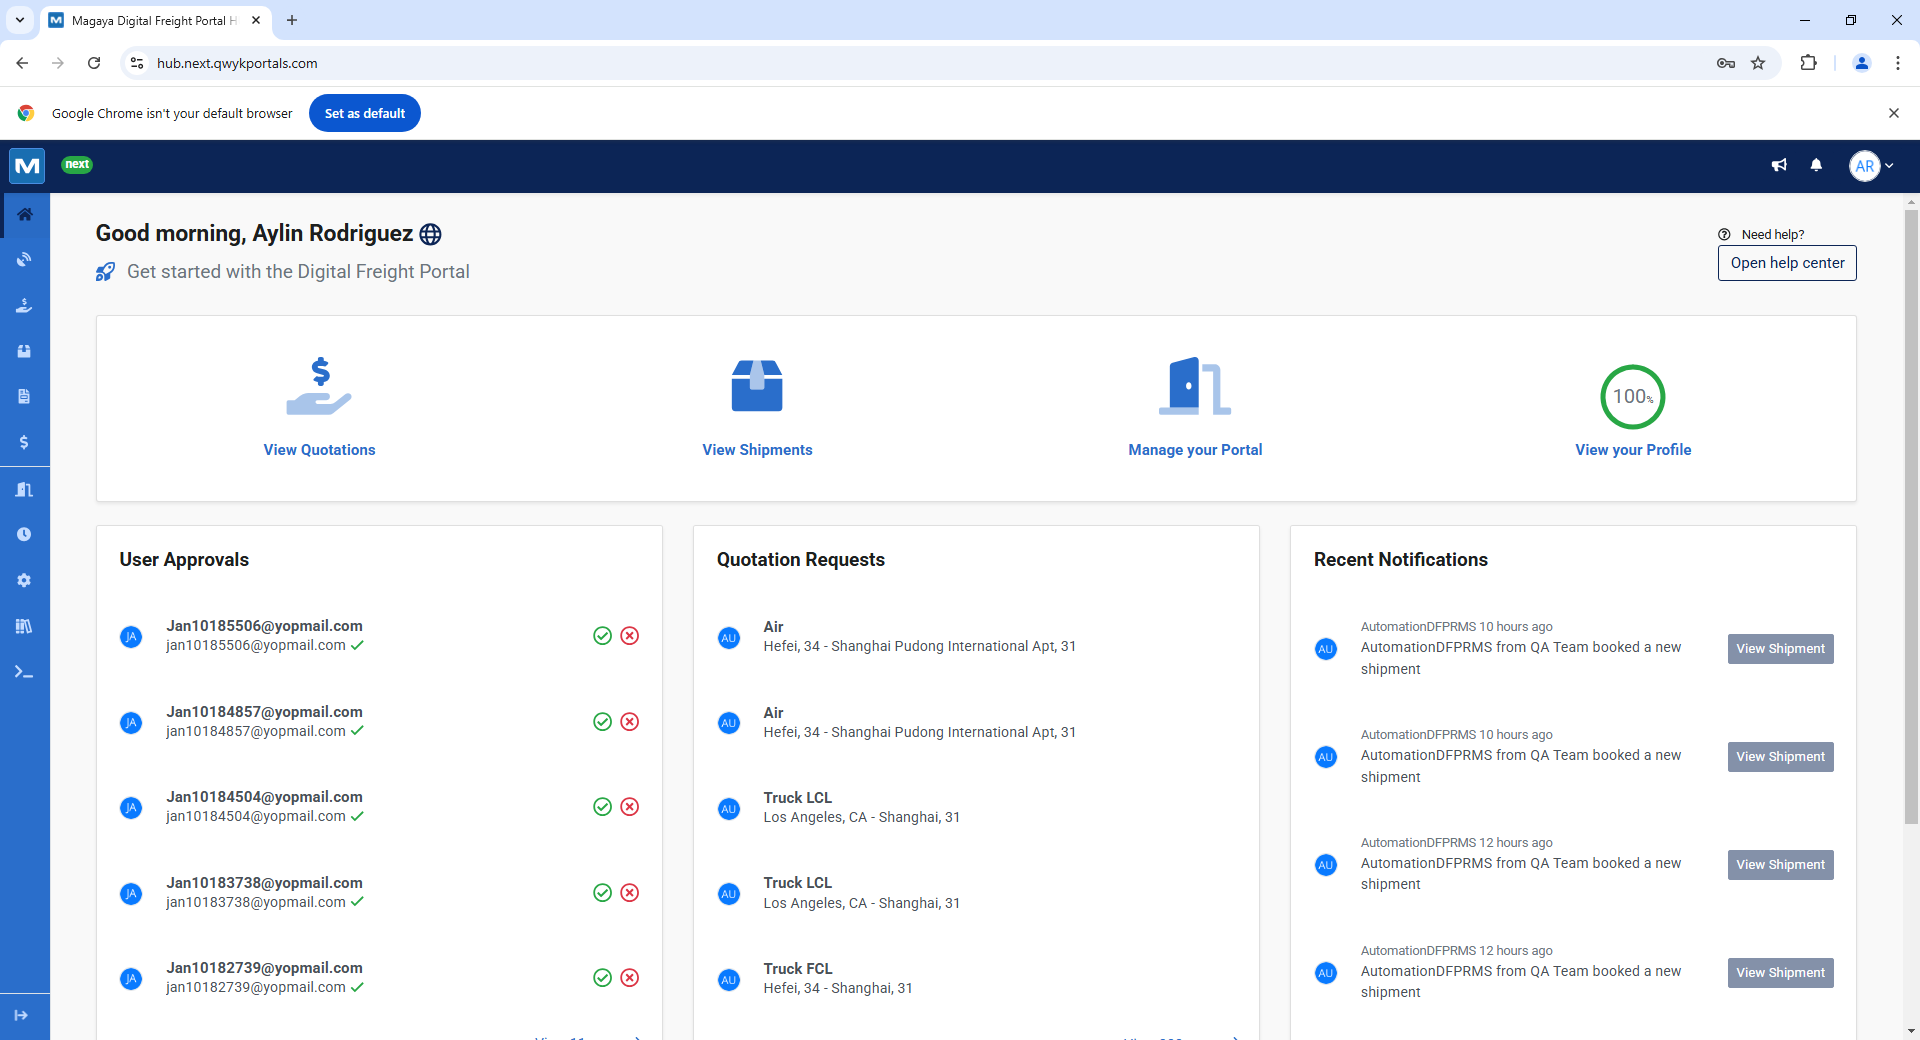 Magaya Digital Freight Portal H
hub.next.qwykportals.com
Google Chrome isn't your default browser
Set as default
next
AR
Good morning, Aylin Rodriguez
Get started with the Digital Freight Portal
Need help?
Open help center
View Quotations
View Shipments
Manage your Portal
100%
View your Profile
User Approvals
JA
Jan10185506@yopmail.com
jan10185506@yopmail.com
JA
Jan10184857@yopmail.com
jan10184857@yopmail.com
JA
Jan10184504@yopmail.com
jan10184504@yopmail.com
JA
Jan10183738@yopmail.com
jan10183738@yopmail.com
JA
Jan10182739@yopmail.com
jan10182739@yopmail.com
Quotation Requests
AU
Air
Hefei, 34 - Shanghai Pudong International Apt, 31
AU
Air
Hefei, 34 - Shanghai Pudong International Apt, 31
AU
Truck LCL
Los Angeles, CA - Shanghai, 31
AU
Truck LCL
Los Angeles, CA - Shanghai, 31
AU
Truck FCL
Hefei, 34 - Shanghai, 31
Recent Notifications
AU
AutomationDFPRMS 10 hours ago
AutomationDFPRMS from QA Team booked a new
shipment
View Shipment
AU
AutomationDFPRMS 10 hours ago
AutomationDFPRMS from QA Team booked a new
shipment
View Shipment
AU
AutomationDFPRMS 12 hours ago
AutomationDFPRMS from QA Team booked a new
shipment
View Shipment
AU
AutomationDFPRMS 12 hours ago
AutomationDFPRMS from QA Team booked a new
shipment
View Shipment